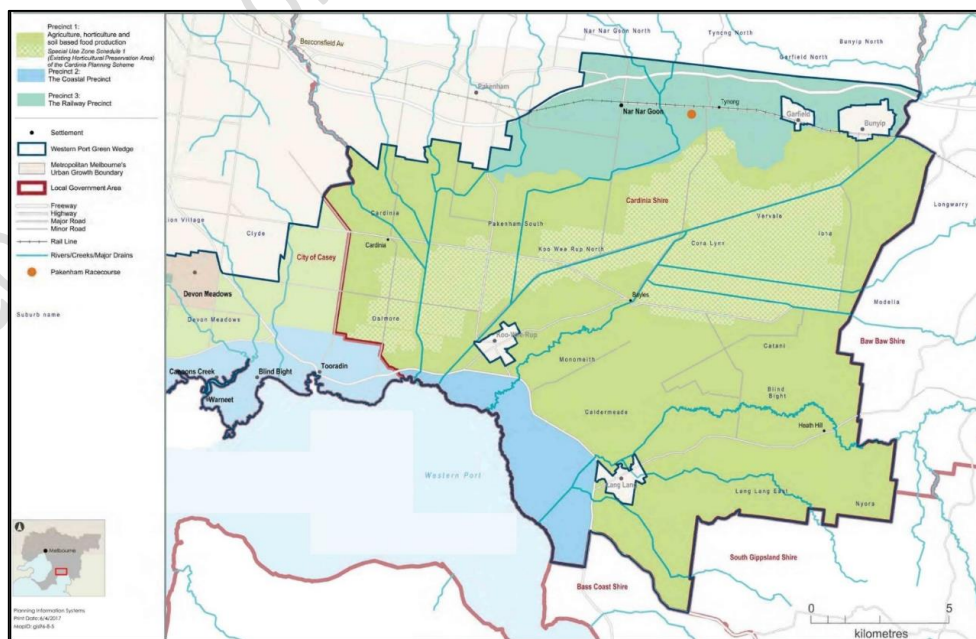 Precinct 1:
Agriculture, horticulture and
soil based food production
Special Use Zone Schedule 1
(Existing Horticultural Preservation Area)
of the Cardinia Planning Scheme
Precinct 2:
The Coastal Precinct
Precinct 3:
The Railway Precinct
Settlement
Western Port Green Wedge
Metropolitan Melbourne's
Urban Growth Boundary
Local Government Area
Freeway
Highway
Major Road
Minor Road
Rail Line
Rivers/Creeks/Major Drains
Pakenham Racecourse
Suburb name
Melbourne
Planning Information Systems
Print Date:6/4/2017
Beaconsfield Av
Nar Nar Goon North
Tynong North
Bunyip North
Garfield North
Pakenham
Nar Nar Goon
Tynong
Garfield
Bunyip
Cardinia Shire
Longwarry
Cardinia
Pakenham South
Vervale
Iona
Village
Clyde
Cardinia
Koo Wee Rup North
Cora Lynn
City of Casey
Devon Meadows
Bayles
Modella
Devon Meadows
Dalmore
Koo-Wee-Rup
Monomeith
Catani
Baw Baw Shire
Cannons Creek
Blind Bight
Tooradin
Warneet
Caldermeade
Blind
Bight
Heath Hill
Western Port
Lang Lang
Lang Lang East
Nyora
South Gippsland Shire
Bass Coast Shire
0 5
kilometres